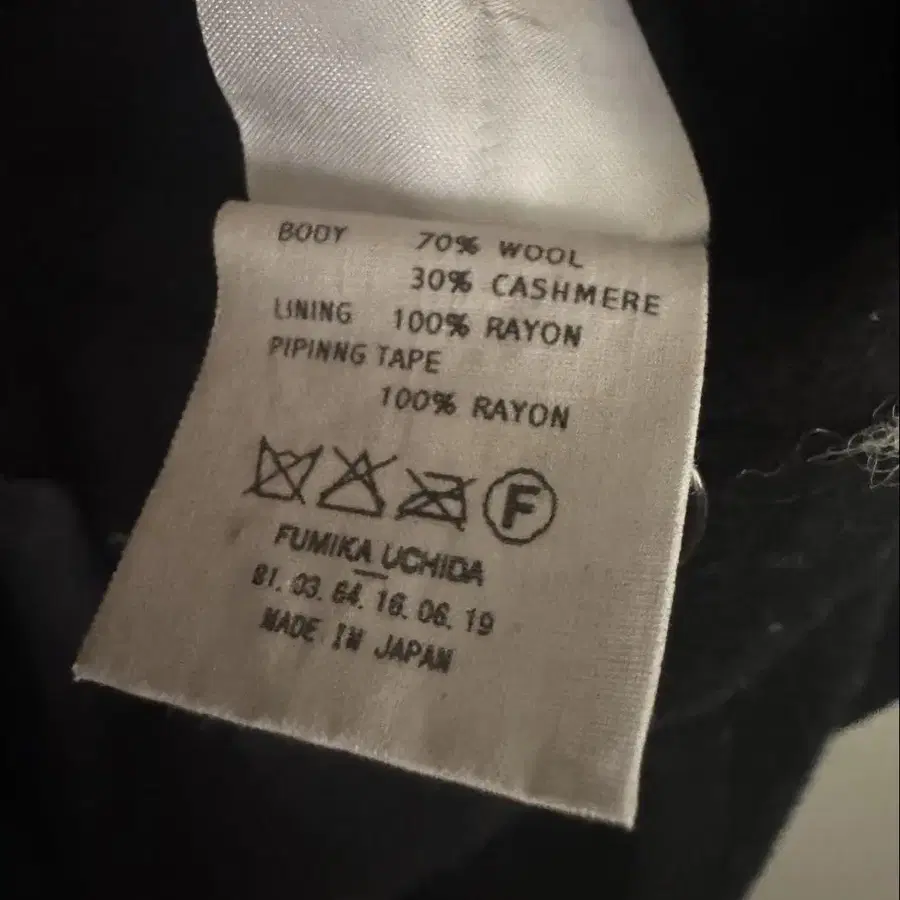 BODY 70% WOOL
30% CASHMERE
LINING 100% RAYON
PIPINNG TAPE
100% RAYON
F
FUMIKA UCHIDA
81. 03. 64. 16. 06. 19
MADE IN JAPAN